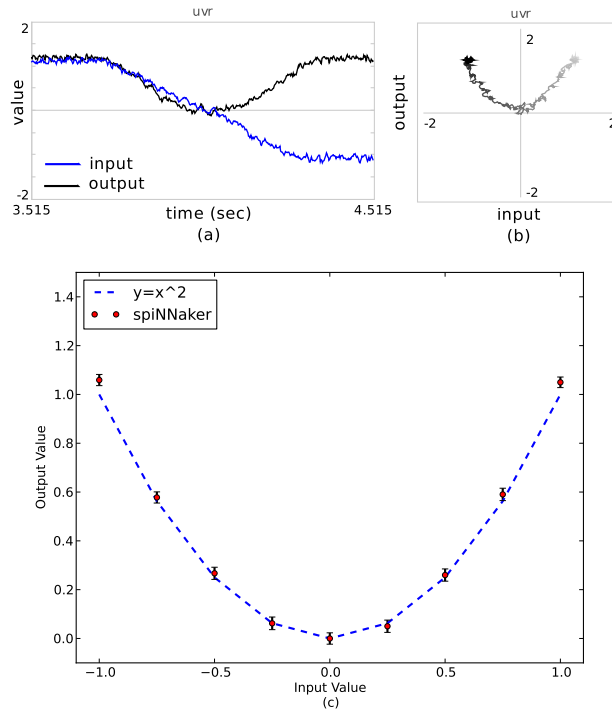 uvr
2
value
input
output
-2
3.515
4.515
time (sec)
(a)
uvr
2
output
-2
2
-2
input
(b)
y=x^2
spiNNaker
1.4
1.2
1.0
0.8
0.6
0.4
0.2
0.0
Output Value
−1.0
−0.5
0.0
0.5
1.0
Input Value
(c)